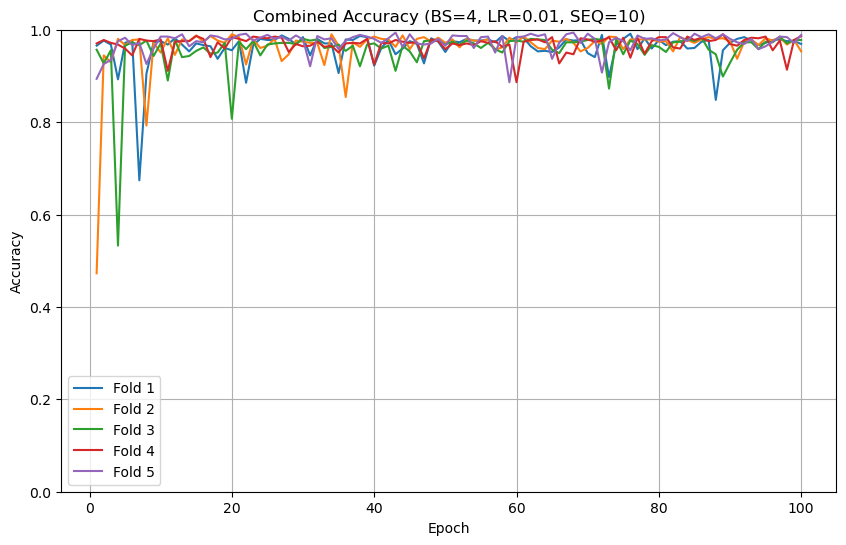 Combined Accuracy (BS=4, LR=0.01, SEQ=10)
1.0
0.8
0.6
0.4
0.2
0.0
Accuracy
Fold 1
Fold 2
Fold 3
Fold 4
Fold 5
0 20 40 60 80 100
Epoch